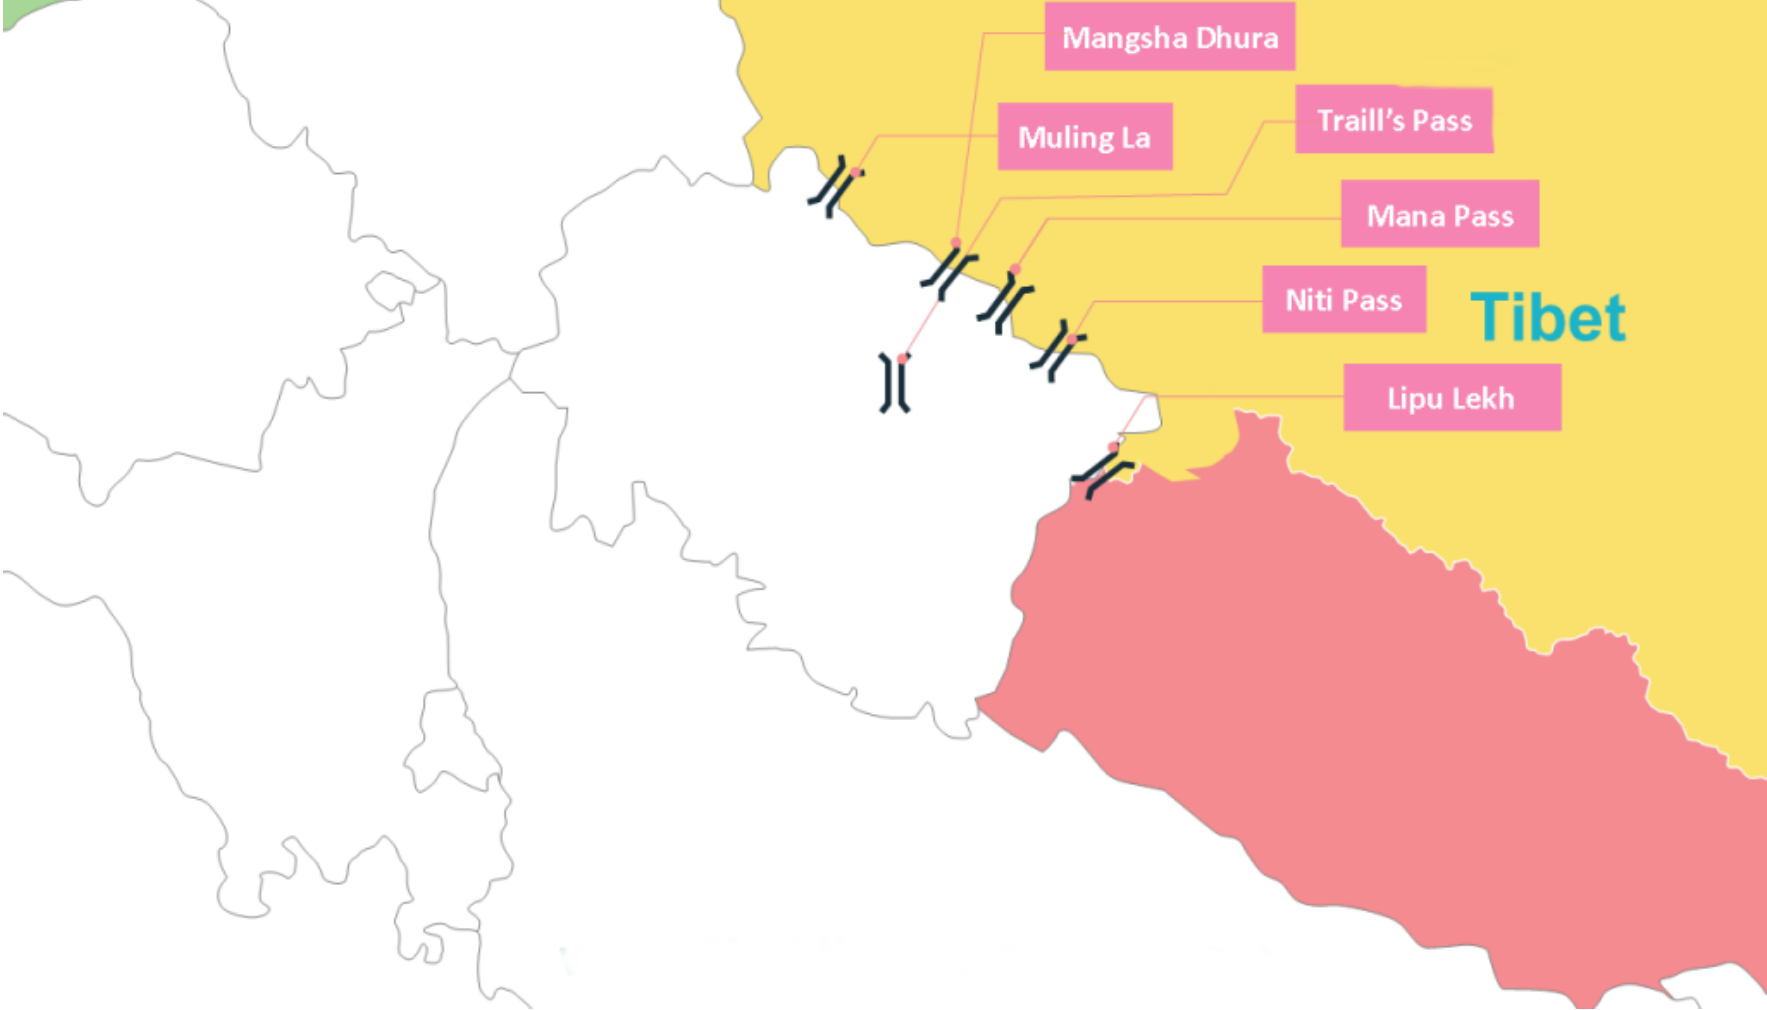 Mangsha Dhura
Traill’s Pass
Muling La
Mana Pass
Niti Pass
Tibet
Lipu Lekh